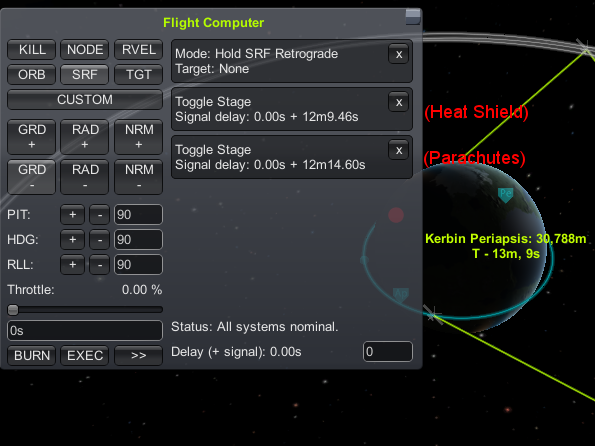 Flight Computer
KILL NODE RVEL
ORB SRF TGT
CUSTOM
GRD + RAD + NRM +
GRD - RAD - NRM -
PIT: + - 90
HDG: + - 90
RLL: + - 90
Throttle: 0.00 %
0s
BURN EXEC >>
Mode: Hold SRF Retrograde
Target: None
x
Toggle Stage
Signal delay: 0.00s + 12m9.46s
x
(Heat Shield)
Toggle Stage
Signal delay: 0.00s + 12m14.60s
x
(Parachutes)
Status: All systems nominal.
Delay (+ signal): 0.00s 0
Pe
Kerbin Periapsis: 30,788m
T - 13m, 9s